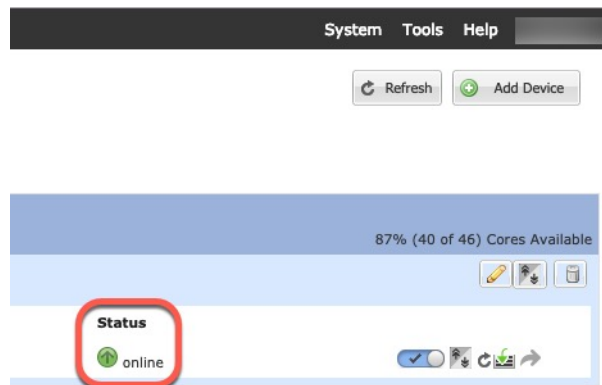 System Tools Help
Refresh Add Device
87% (40 of 46) Cores Available
Status
online